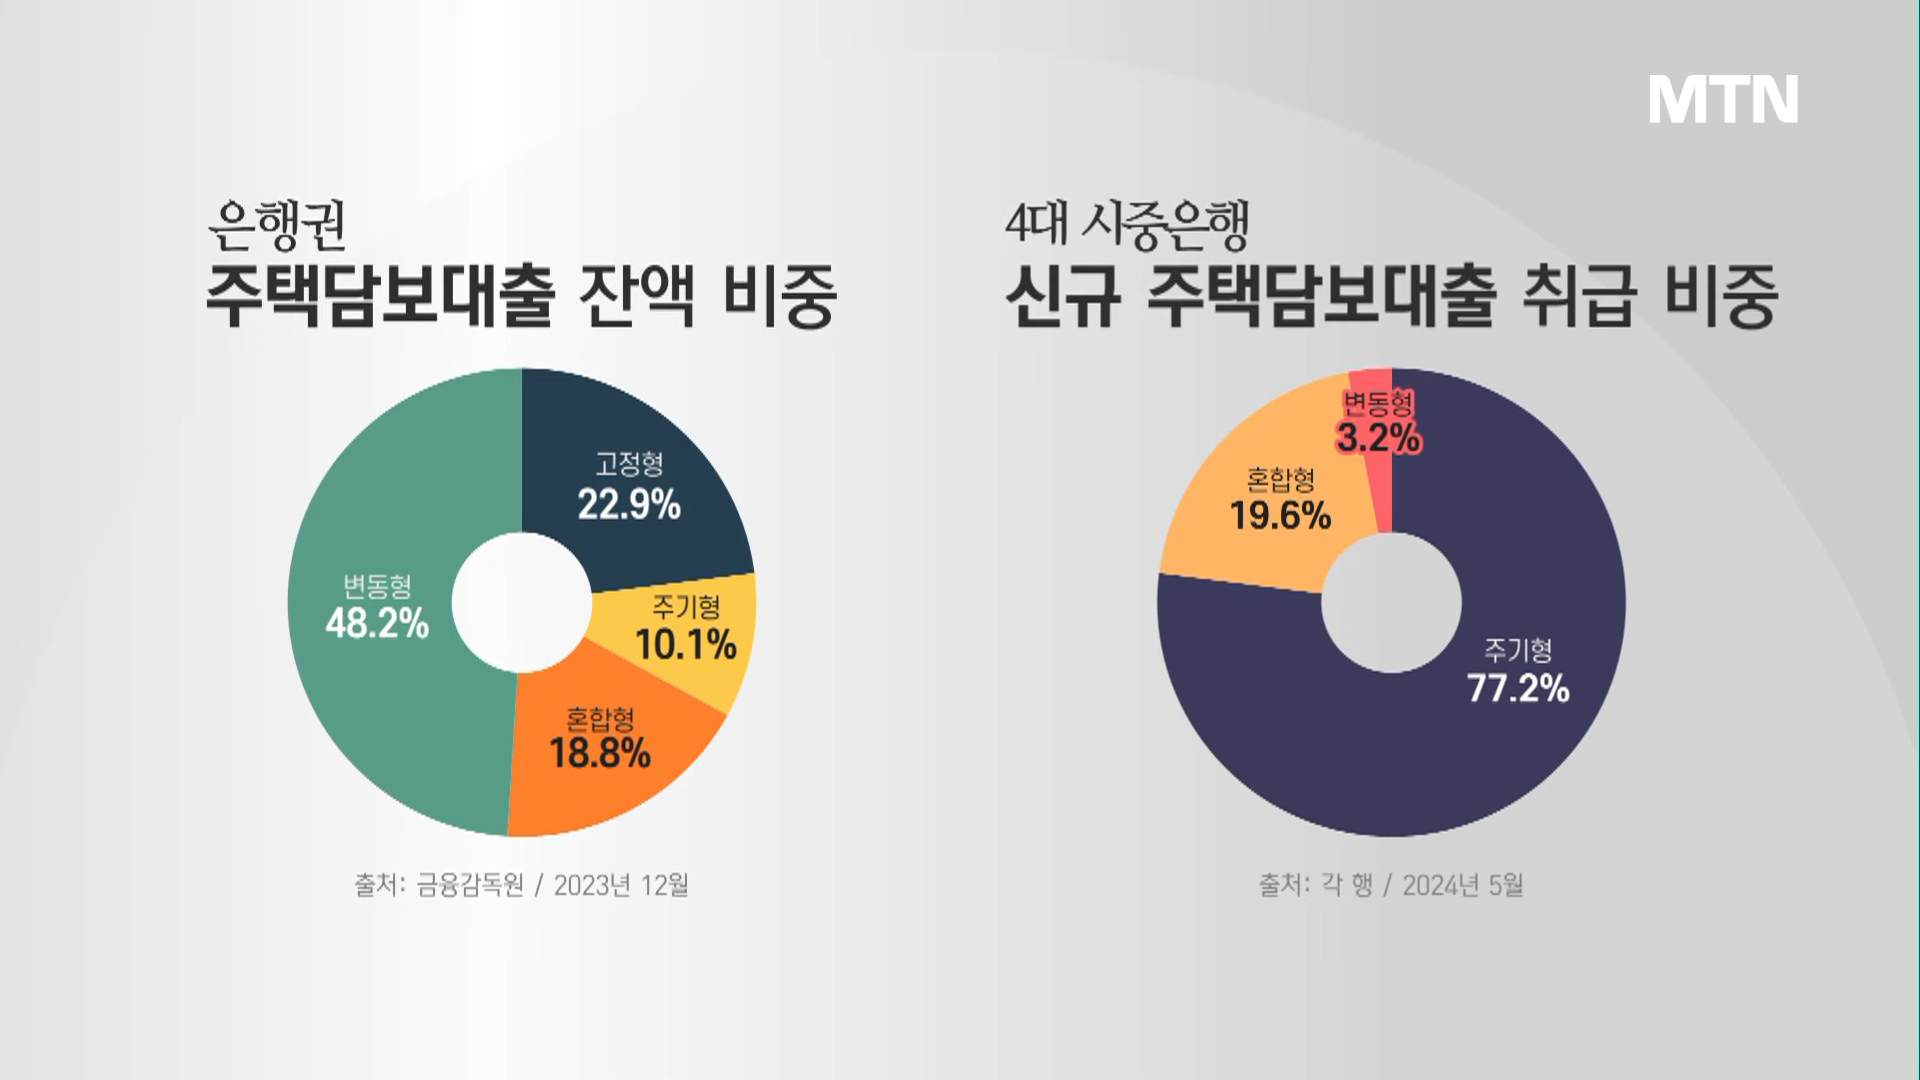 MTN
은행권
주택담보대출 잔액 비중
고정형
22.9%
주기형
10.1%
혼합형
18.8%
변동형
48.2%
출처: 금융감독원 / 2023년 12월
4대 시중은행
신규 주택담보대출 취급 비중
변동형
3.2%
혼합형
19.6%
주기형
77.2%
출처: 각 행 / 2024년 5월